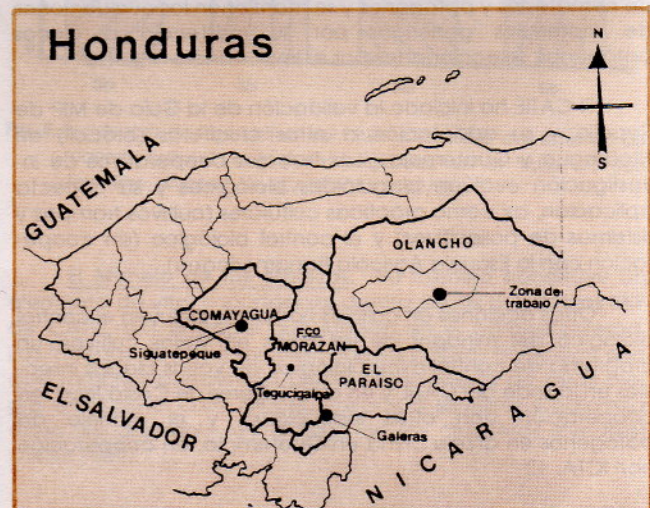 Honduras
N
S
GUATEMALA
OLANCHO
Zona de
trabajo
COMAYAGUA
Fco
MORAZAN
Siguatepeque
EL
PARAISO
Tegucigalpa
EL SALVADOR
Galeras
NICARAGUA